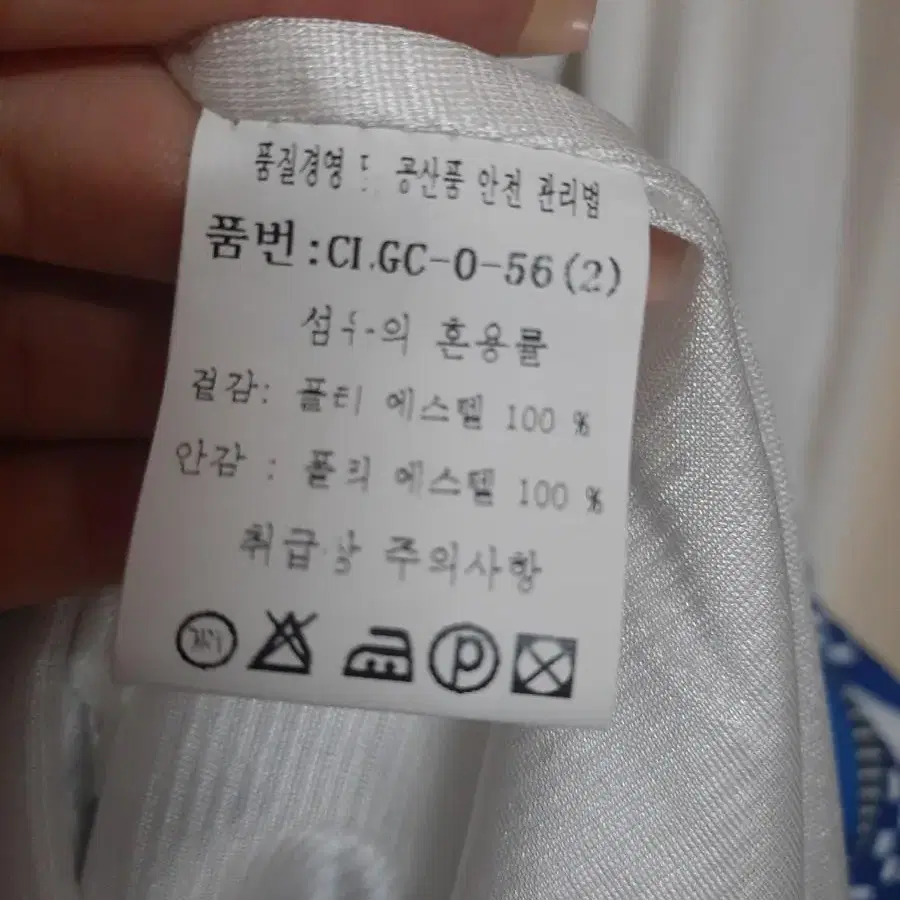 품질경영 및 공산품 안전 관리법
품번:CLGC-0-56(2)
섬유의 혼용률
겉감: 폴리 에스텔 100 %
안감 : 폴리 에스텔 100 %
취급상 주의사항
P